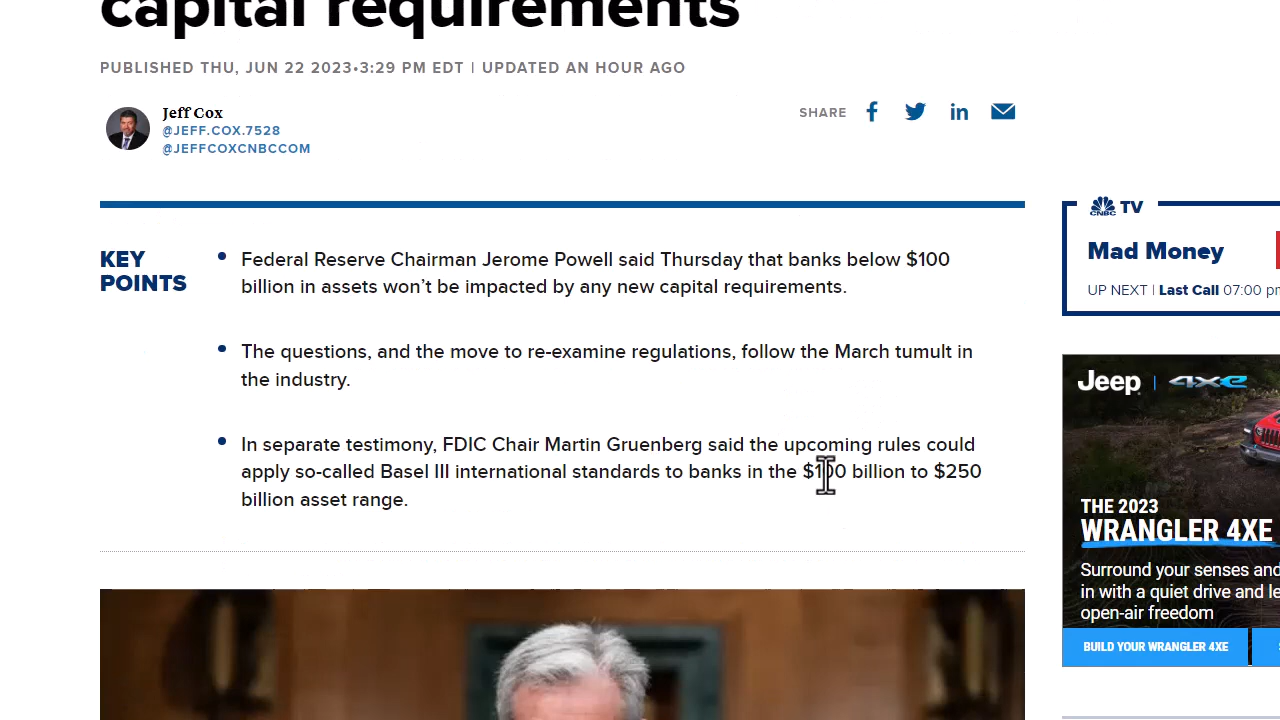 capital requirements
PUBLISHED THU, JUN 22 2023•3:29 PM EDT | UPDATED AN HOUR AGO
Jeff Cox
@JEFF.COX.7528
@JEFFCOXCNBCCOM
SHARE
KEY
POINTS
• Federal Reserve Chairman Jerome Powell said Thursday that banks below $100
billion in assets won’t be impacted by any new capital requirements.
• The questions, and the move to re-examine regulations, follow the March tumult in
the industry.
• In separate testimony, FDIC Chair Martin Gruenberg said the upcoming rules could
apply so-called Basel III international standards to banks in the $100 billion to $250
billion asset range.
CNBC TV
Mad Money
UP NEXT | Last Call 07:00 pm
Jeep | 4xe
THE 2023
WRANGLER 4XE
Surround your senses and
in with a quiet drive and
open-air freedom
BUILD YOUR WRANGLER 4XE